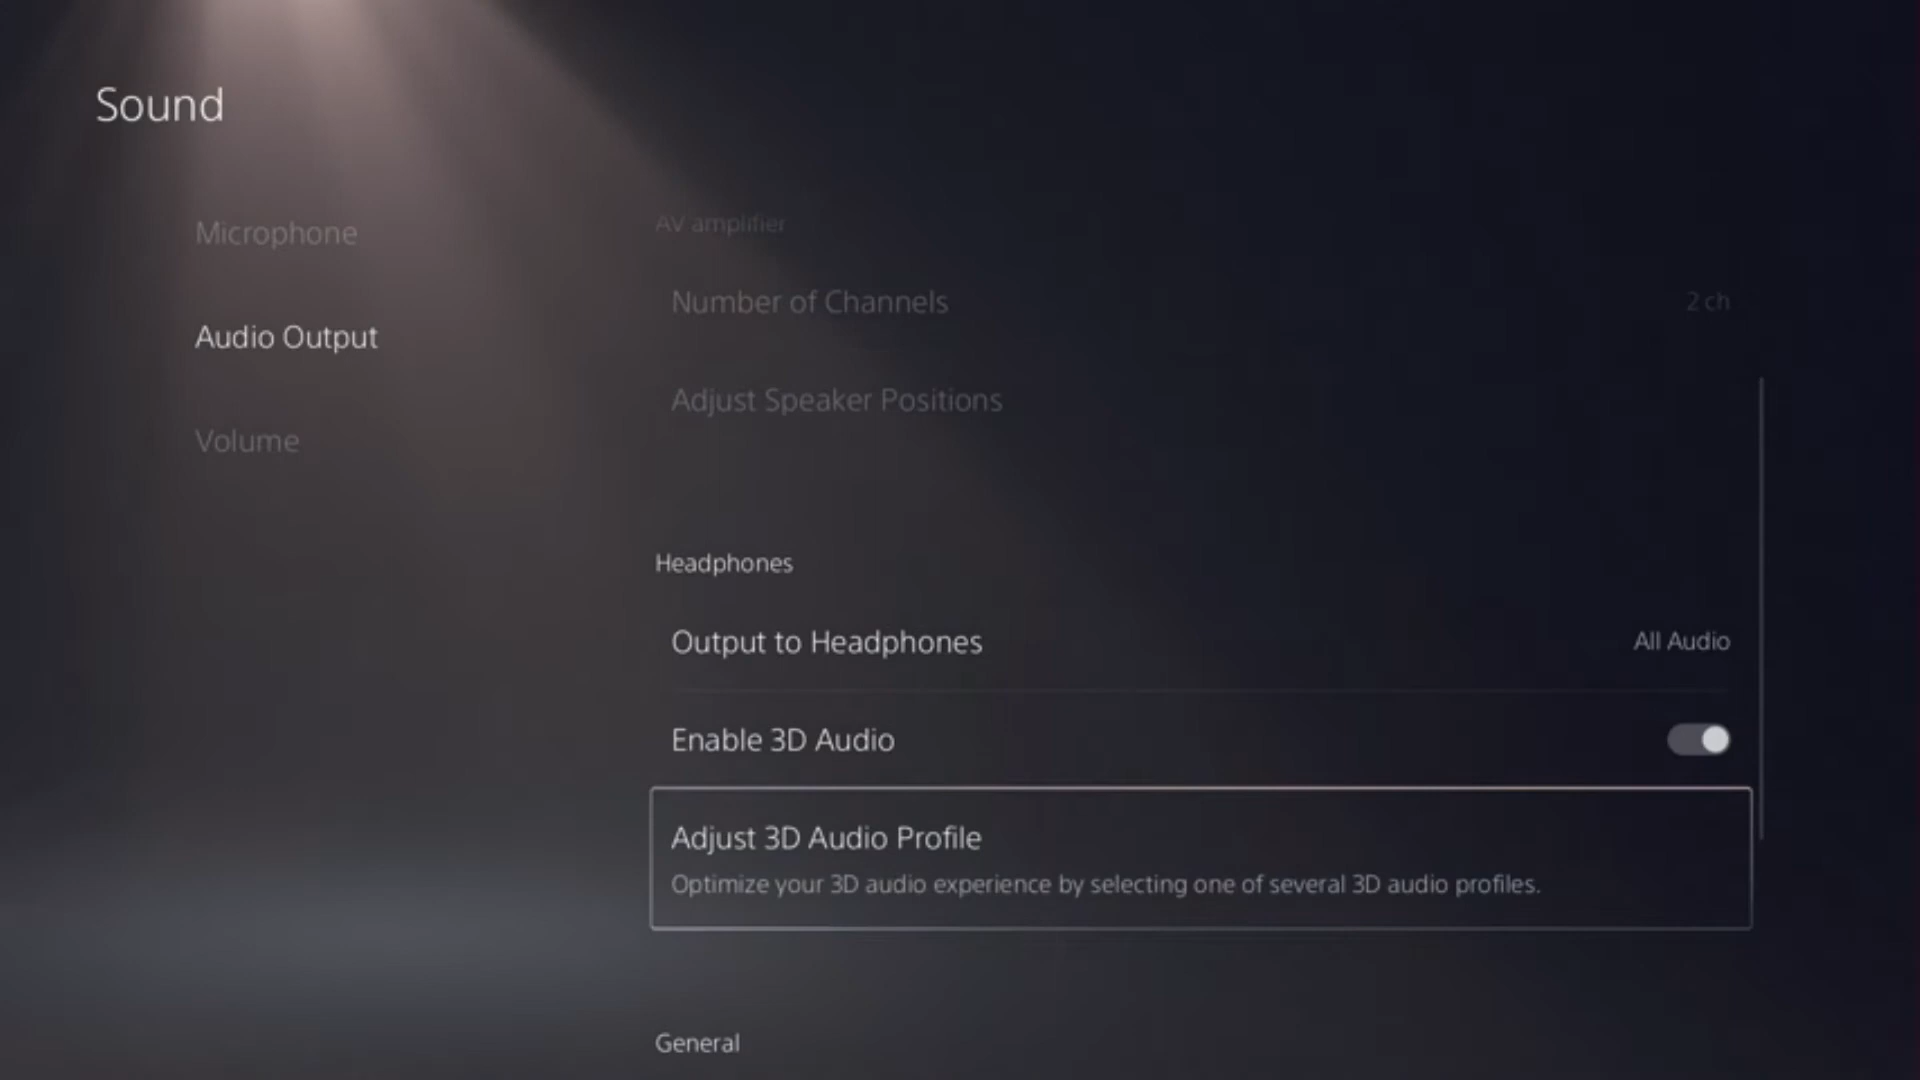 Sound
Microphone
Audio Output
Volume
AV amplifier
Number of Channels 2 ch
Adjust Speaker Positions
Headphones
Output to Headphones All Audio
Enable 3D Audio
Adjust 3D Audio Profile
Optimize your 3D audio experience by selecting one of several 3D audio profiles.
General